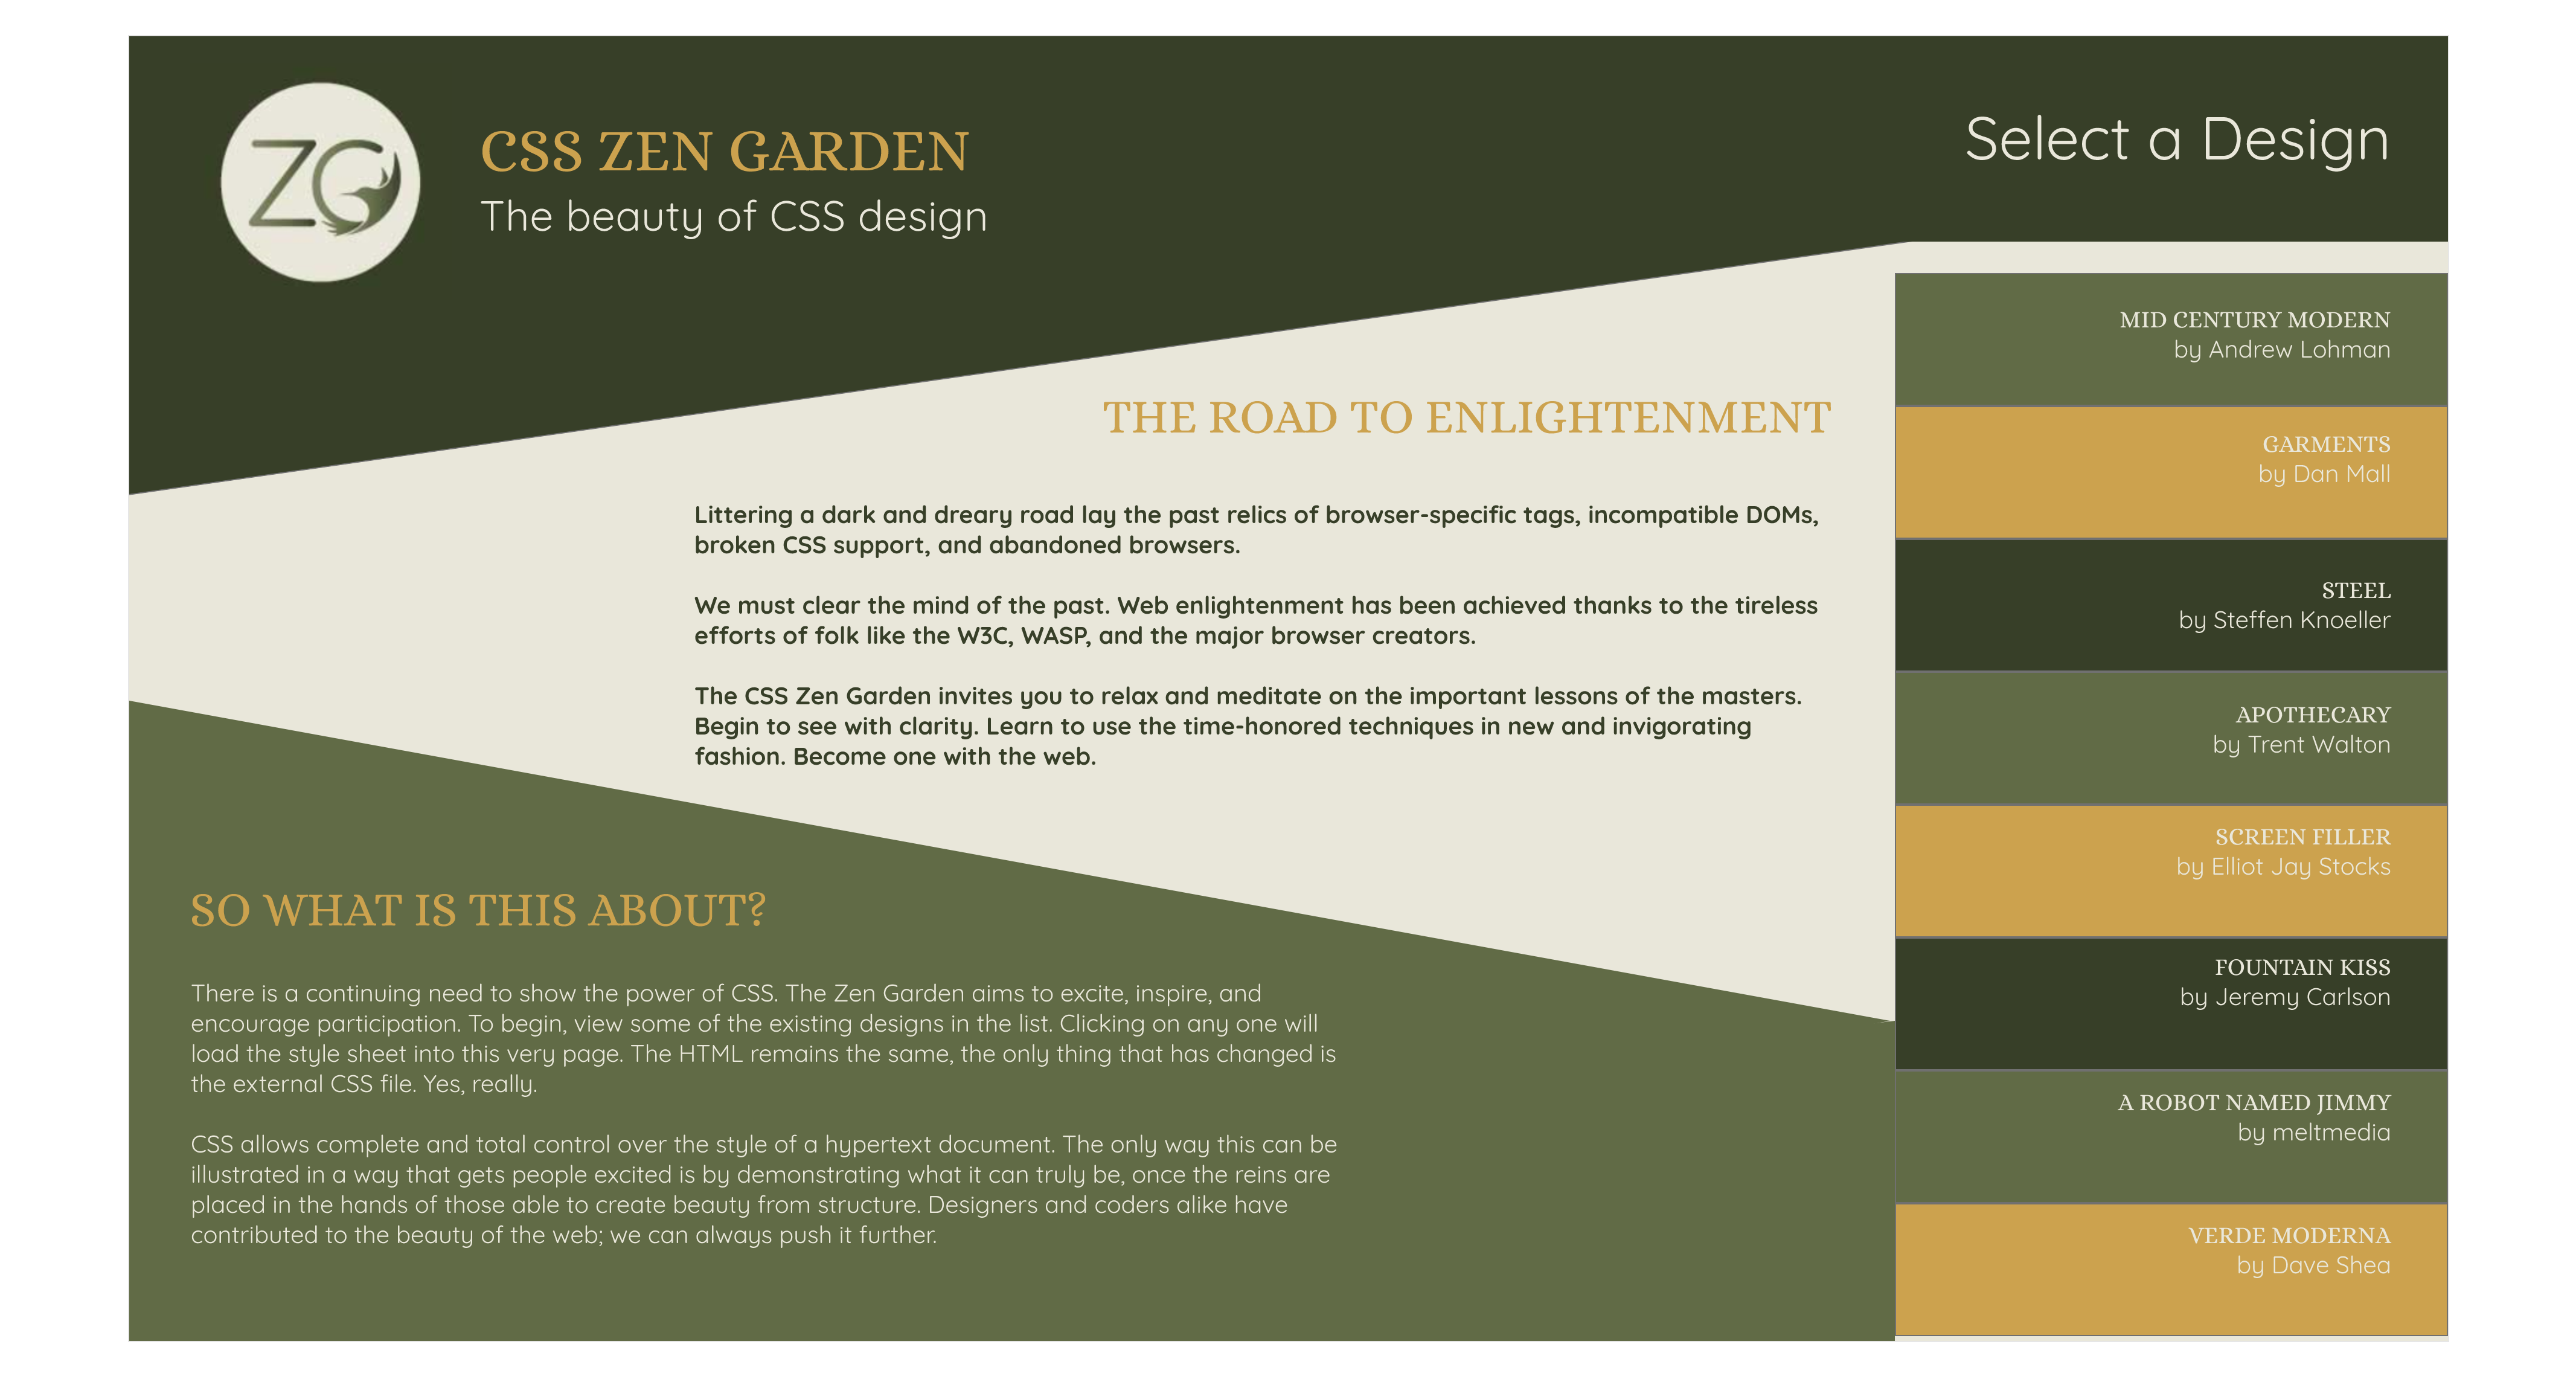 ZG
CSS ZEN GARDEN
The beauty of CSS design
Select a Design
THE ROAD TO ENLIGHTENMENT
Littering a dark and dreary road lay the past relics of browser-specific tags, incompatible DOMs,
broken CSS support, and abandoned browsers.
We must clear the mind of the past. Web enlightenment has been achieved thanks to the tireless
efforts of folk like the W3C, WASP, and the major browser creators.
The CSS Zen Garden invites you to relax and meditate on the important lessons of the masters.
Begin to see with clarity. Learn to use the time-honored techniques in new and invigorating
fashion. Become one with the web.
SO WHAT IS THIS ABOUT?
There is a continuing need to show the power of CSS. The Zen Garden aims to excite, inspire, and
encourage participation. To begin, view some of the existing designs in the list. Clicking on any one will
load the style sheet into this very page. The HTML remains the same, the only thing that has changed is
the external CSS file. Yes, really.
CSS allows complete and total control over the style of a hypertext document. The only way this can be
illustrated in a way that gets people excited is by demonstrating what it can truly be, once the reins are
placed in the hands of those able to create beauty from structure. Designers and coders alike have
contributed to the beauty of the web; we can always push it further.
MID CENTURY MODERN
by Andrew Lohman
GARMENTS
by Dan Mall
STEEL
by Steffen Knoeller
APOTHECARY
by Trent Walton
SCREEN FILLER
by Elliot Jay Stocks
FOUNTAIN KISS
by Jeremy Carlson
A ROBOT NAMED JIMMY
by meltmedia
VERDE MODERNA
by Dave Shea